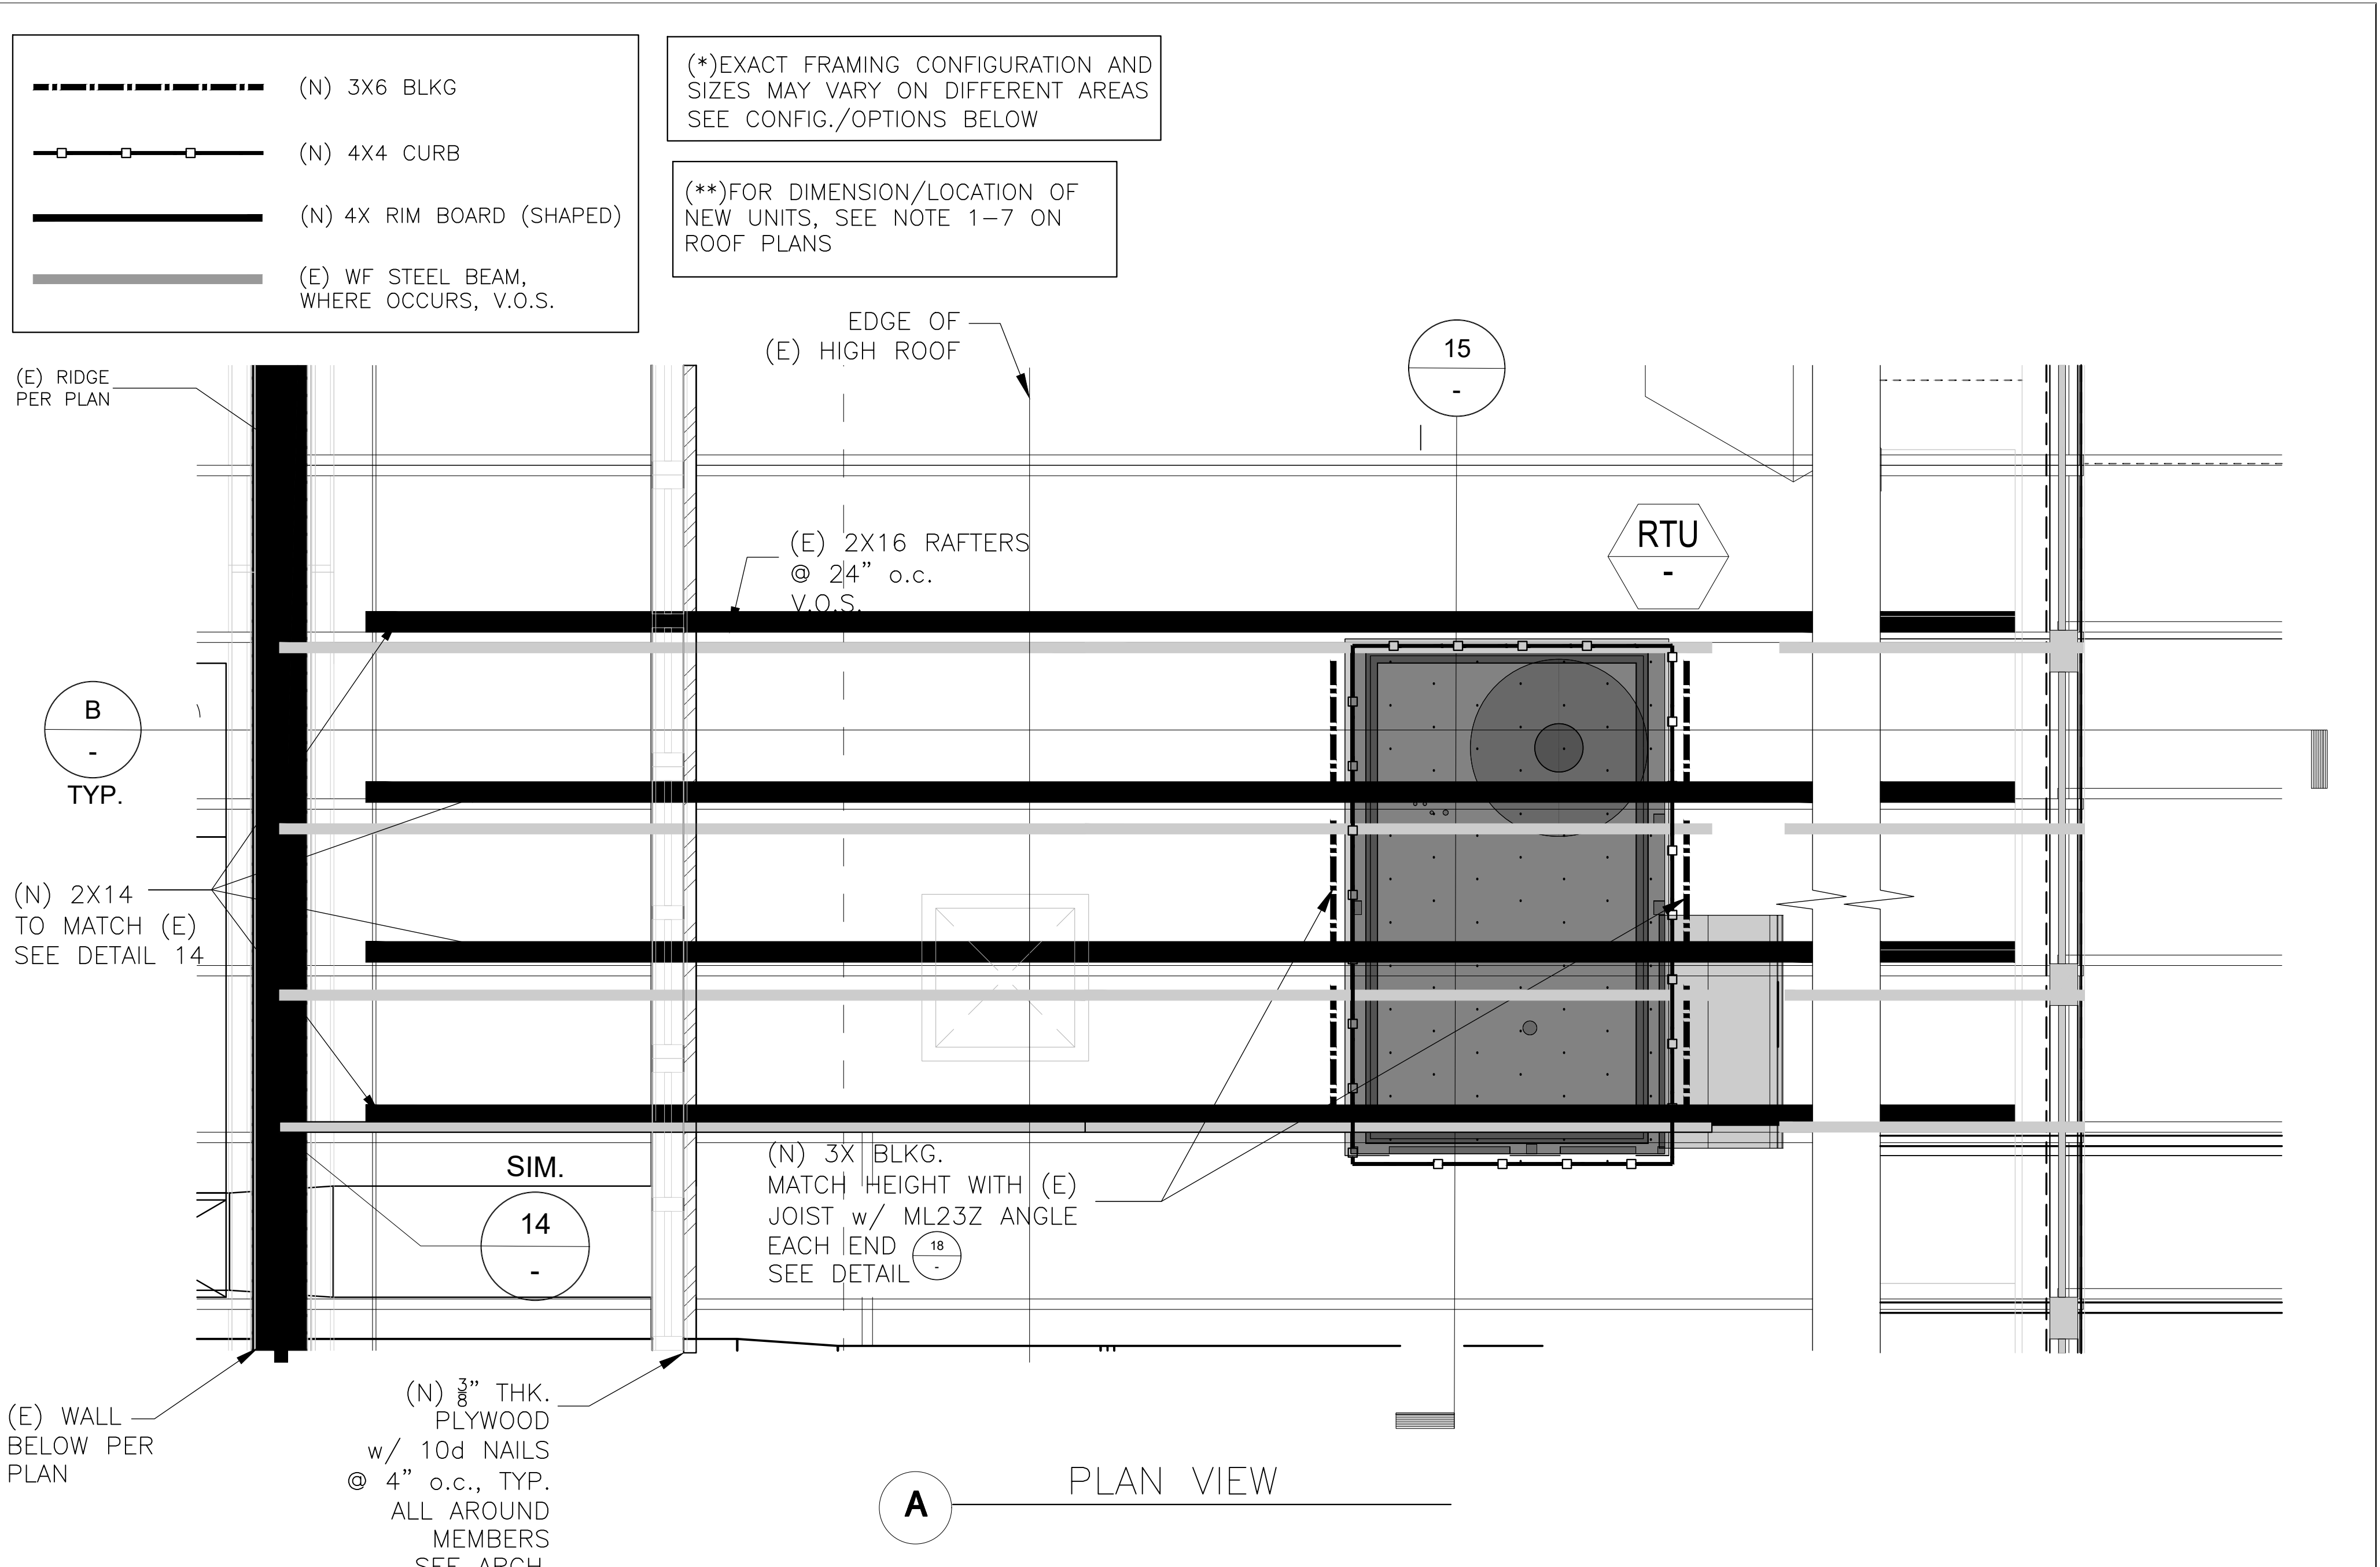 (N) 3X6 BLKG
(N) 4X4 CURB
(N) 4X RIM BOARD (SHAPED)
(E) WF STEEL BEAM,
WHERE OCCURS, V.O.S.
(*)EXACT FRAMING CONFIGURATION AND
SIZES MAY VARY ON DIFFERENT AREAS
SEE CONFIG./OPTIONS BELOW
(**)FOR DIMENSION/LOCATION OF
NEW UNITS, SEE NOTE 1-7 ON
ROOF PLANS
EDGE OF
(E) HIGH ROOF
15
-
(E) RIDGE
PER PLAN
(E) 2X16 RAFTERS
@ 24" o.c.
V.O.S.
RTU
-
B
-
TYP.
(N) 2X14
TO MATCH (E)
SEE DETAIL 14
SIM.
14
-
(N) 3X BLKG.
MATCH HEIGHT WITH (E)
JOIST w/ ML23Z ANGLE
EACH END
SEE DETAIL
18
-
(E) WALL
BELOW PER
PLAN
(N) 3/8" THK.
PLYWOOD
w/ 10d NAILS
@ 4" o.c., TYP.
ALL AROUND
MEMBERS
SEE ARCH.
A
PLAN VIEW